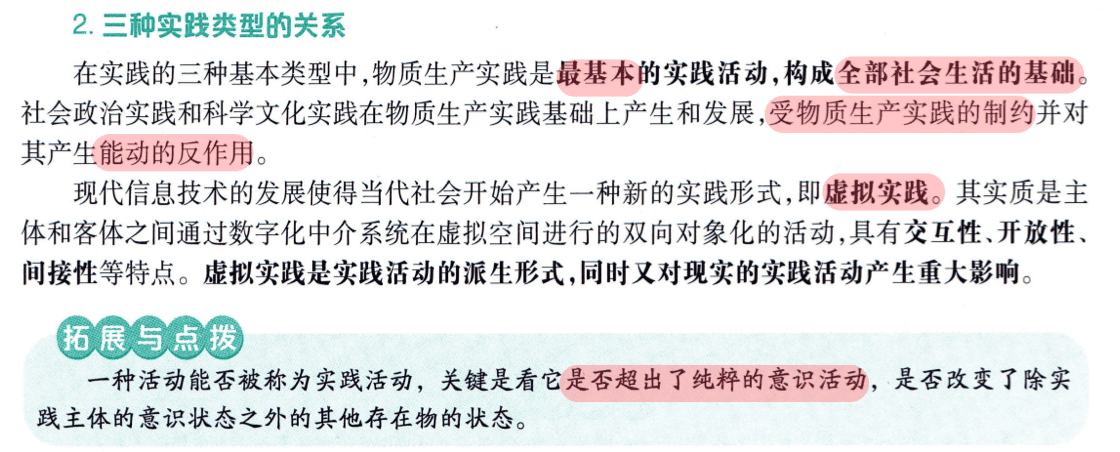 2. 三种实践类型的关系
在实践的三种基本类型中,物质生产实践是最基本的实践活动,构成全部社会生活的基础。
社会政治实践和科学文化实践在物质生产实践基础上产生和发展,受物质生产实践的制约并对
其产生能动的反作用。
现代信息技术的发展使得当代社会开始产生一种新的实践形式,即虚拟实践。其实质是主
体和客体之间通过数字化中介系统在虚拟空间进行的双向对象化的活动,具有交互性、开放性、
间接性等特点。虚拟实践是实践活动的派生形式,同时又对现实的实践活动产生重大影响。
拓展与点拨
一种活动能否被称为实践活动，关键是看它是否超出了纯粹的意识活动，是否改变了除实
践主体的意识状态之外的其他存在物的状态。